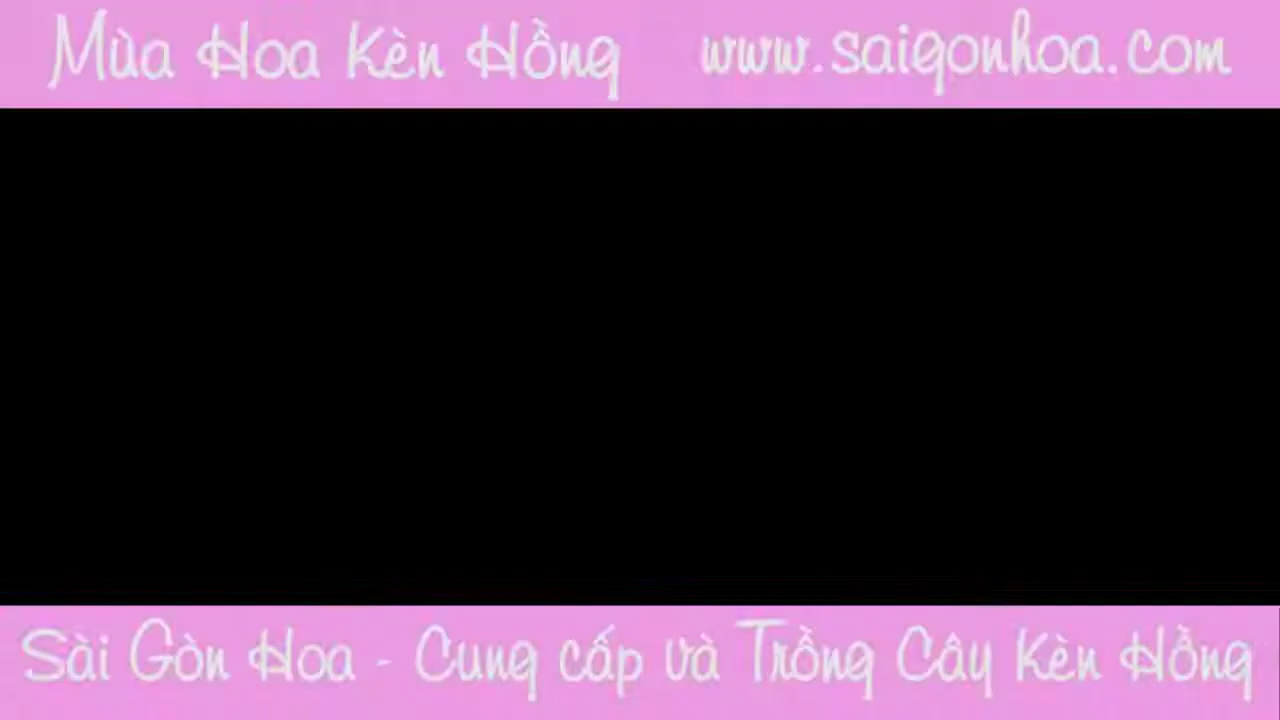 Mùa Hoa Kèn Hồng www.saigonhoa.com
Sài Gòn Hoa - Cung cấp và Trồng Cây Kèn Hồng